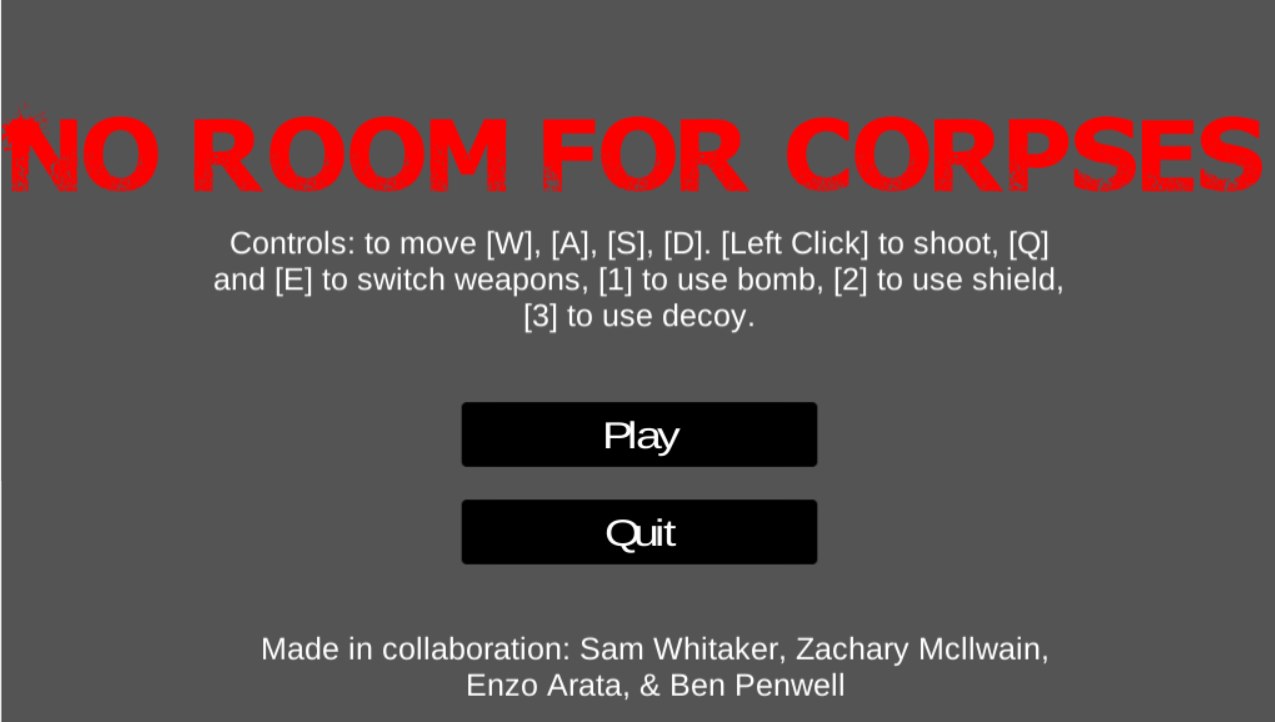 NO ROOM FOR CORPSES
Controls: to move [W], [A], [S], [D]. [Left Click] to shoot, [Q]
and [E] to switch weapons, [1] to use bomb, [2] to use shield,
[3] to use decoy.
Play
Quit
Made in collaboration: Sam Whitaker, Zachary Mcllwain,
Enzo Arata, & Ben Penwell